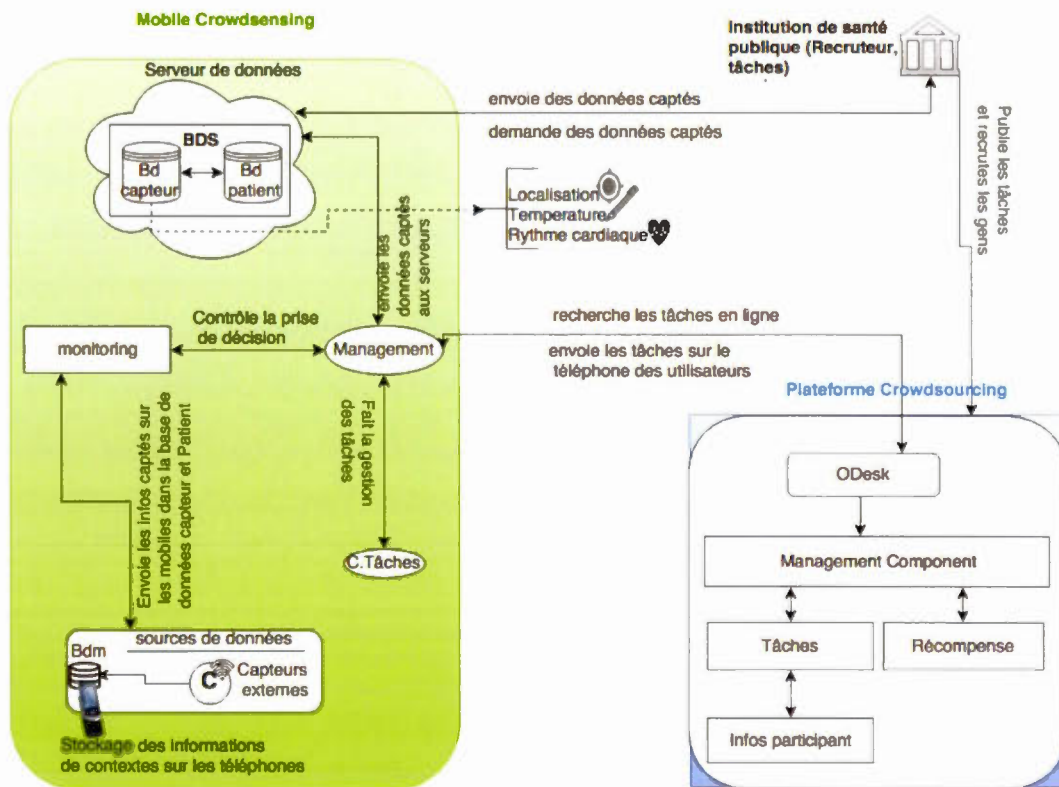 Mobile Crowdsensing
Institution de santé
publique (Recruteur,
tâches)
Serveur de données
envoie des données captés
demande des données captés
BDS
Bd
capteur
Bd
patient
Localisation
Temperature
Rythme cardiaque
Publie les tâches
et recrutes les gens
envoie les
données captés
aux serveurs
Contrôle la prise
de décision
monitoring
Management
recherche les tâches en ligne
envoie les tâches sur le
téléphone des utilisateurs
Plateforme Crowdsourcing
Fait la gestion
des tâches
Envoie les infos captés sur
les mobiles dans la base de
données capteur et Patient
C.Tâches
ODesk
Management Component
Tâches
Récompense
Infos participant
sources de données
Bdm
C
Capteurs
externes
Stockage des informations
de contextes sur les téléphones